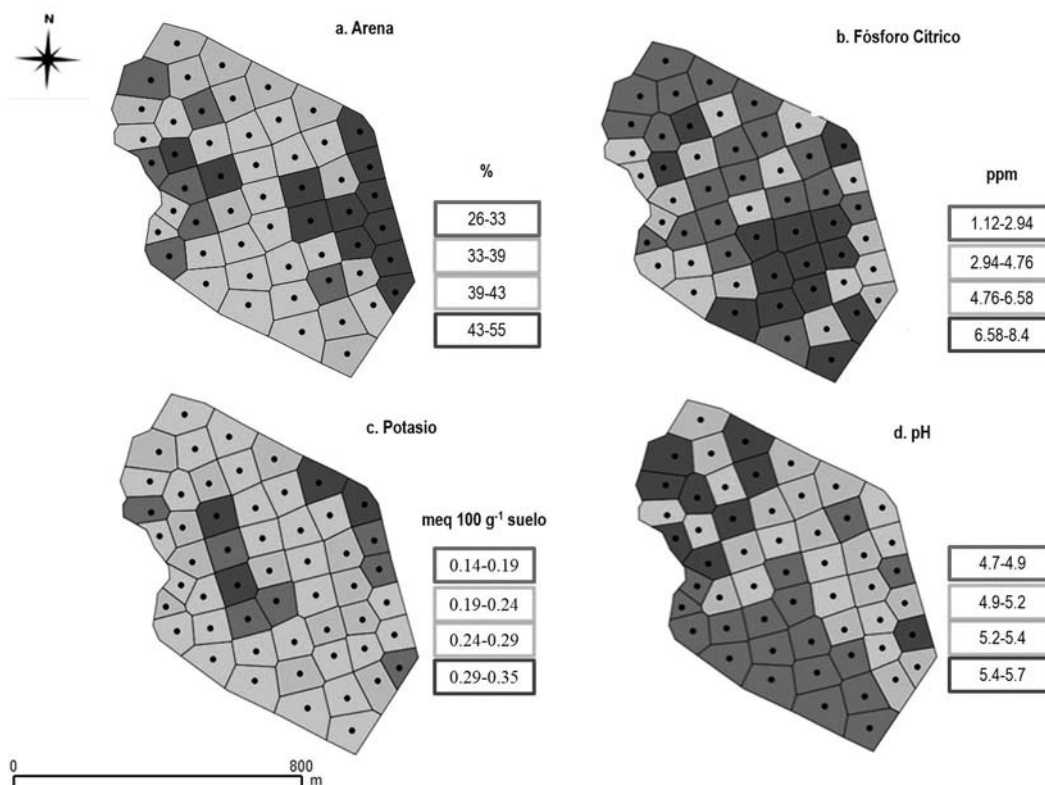 N
a. Arena
%
26-33
33-39
39-43
43-55
b. Fósforo Cítrico
ppm
1.12-2.94
2.94-4.76
4.76-6.58
6.58-8.4
c. Potasio
meq 100 g⁻¹ suelo
0.14-0.19
0.19-0.24
0.24-0.29
0.29-0.35
d. pH
4.7-4.9
4.9-5.2
5.2-5.4
5.4-5.7
0 800
m